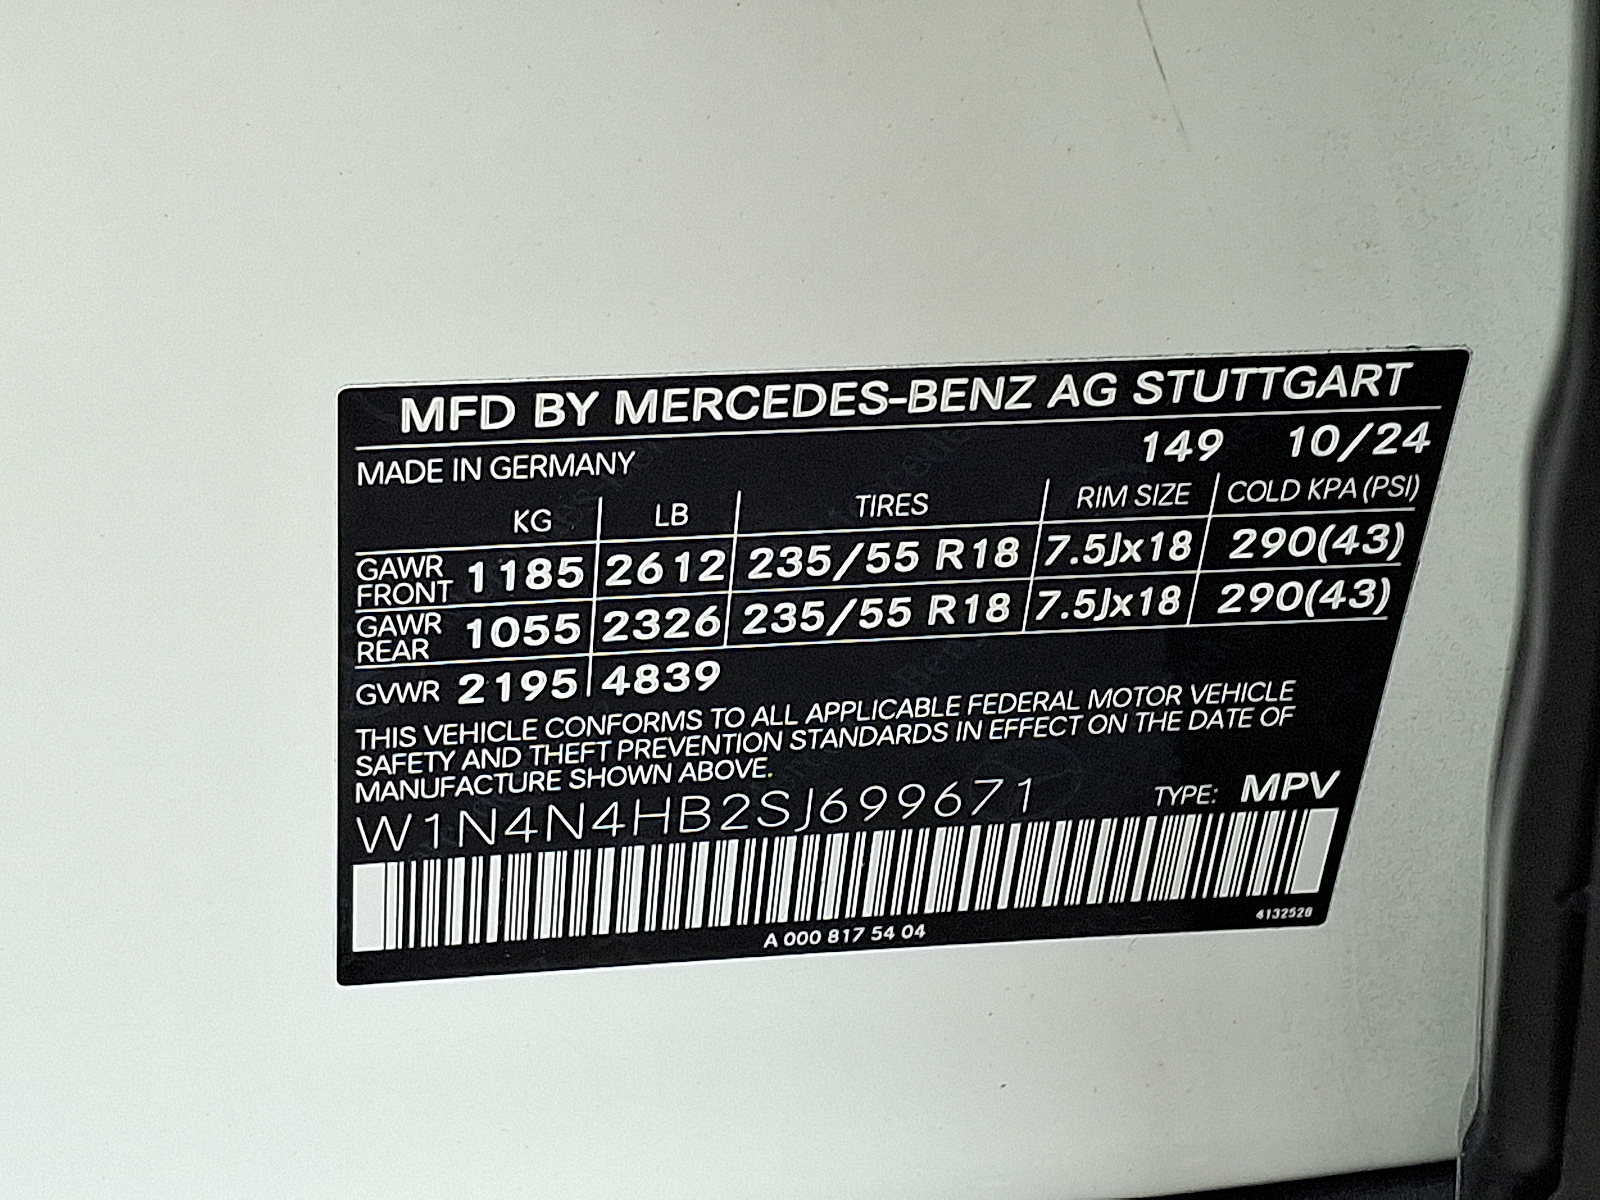 MFD BY MERCEDES-BENZ AG STUTTGART
MADE IN GERMANY 149 10/24
KG LB TIRES RIM SIZE COLD KPA (PSI)
GAWR FRONT 1185 2612 235/55 R18 7.5Jx18 290(43)
GAWR REAR 1055 2326 235/55 R18 7.5Jx18 290(43)
GVWR 2195 4839
THIS VEHICLE CONFORMS TO ALL APPLICABLE FEDERAL MOTOR VEHICLE
SAFETY AND THEFT PREVENTION STANDARDS IN EFFECT ON THE DATE OF
MANUFACTURE SHOWN ABOVE.
W1N4N4HB2SJ699671 TYPE: MPV
A 000 817 54 04 4132520